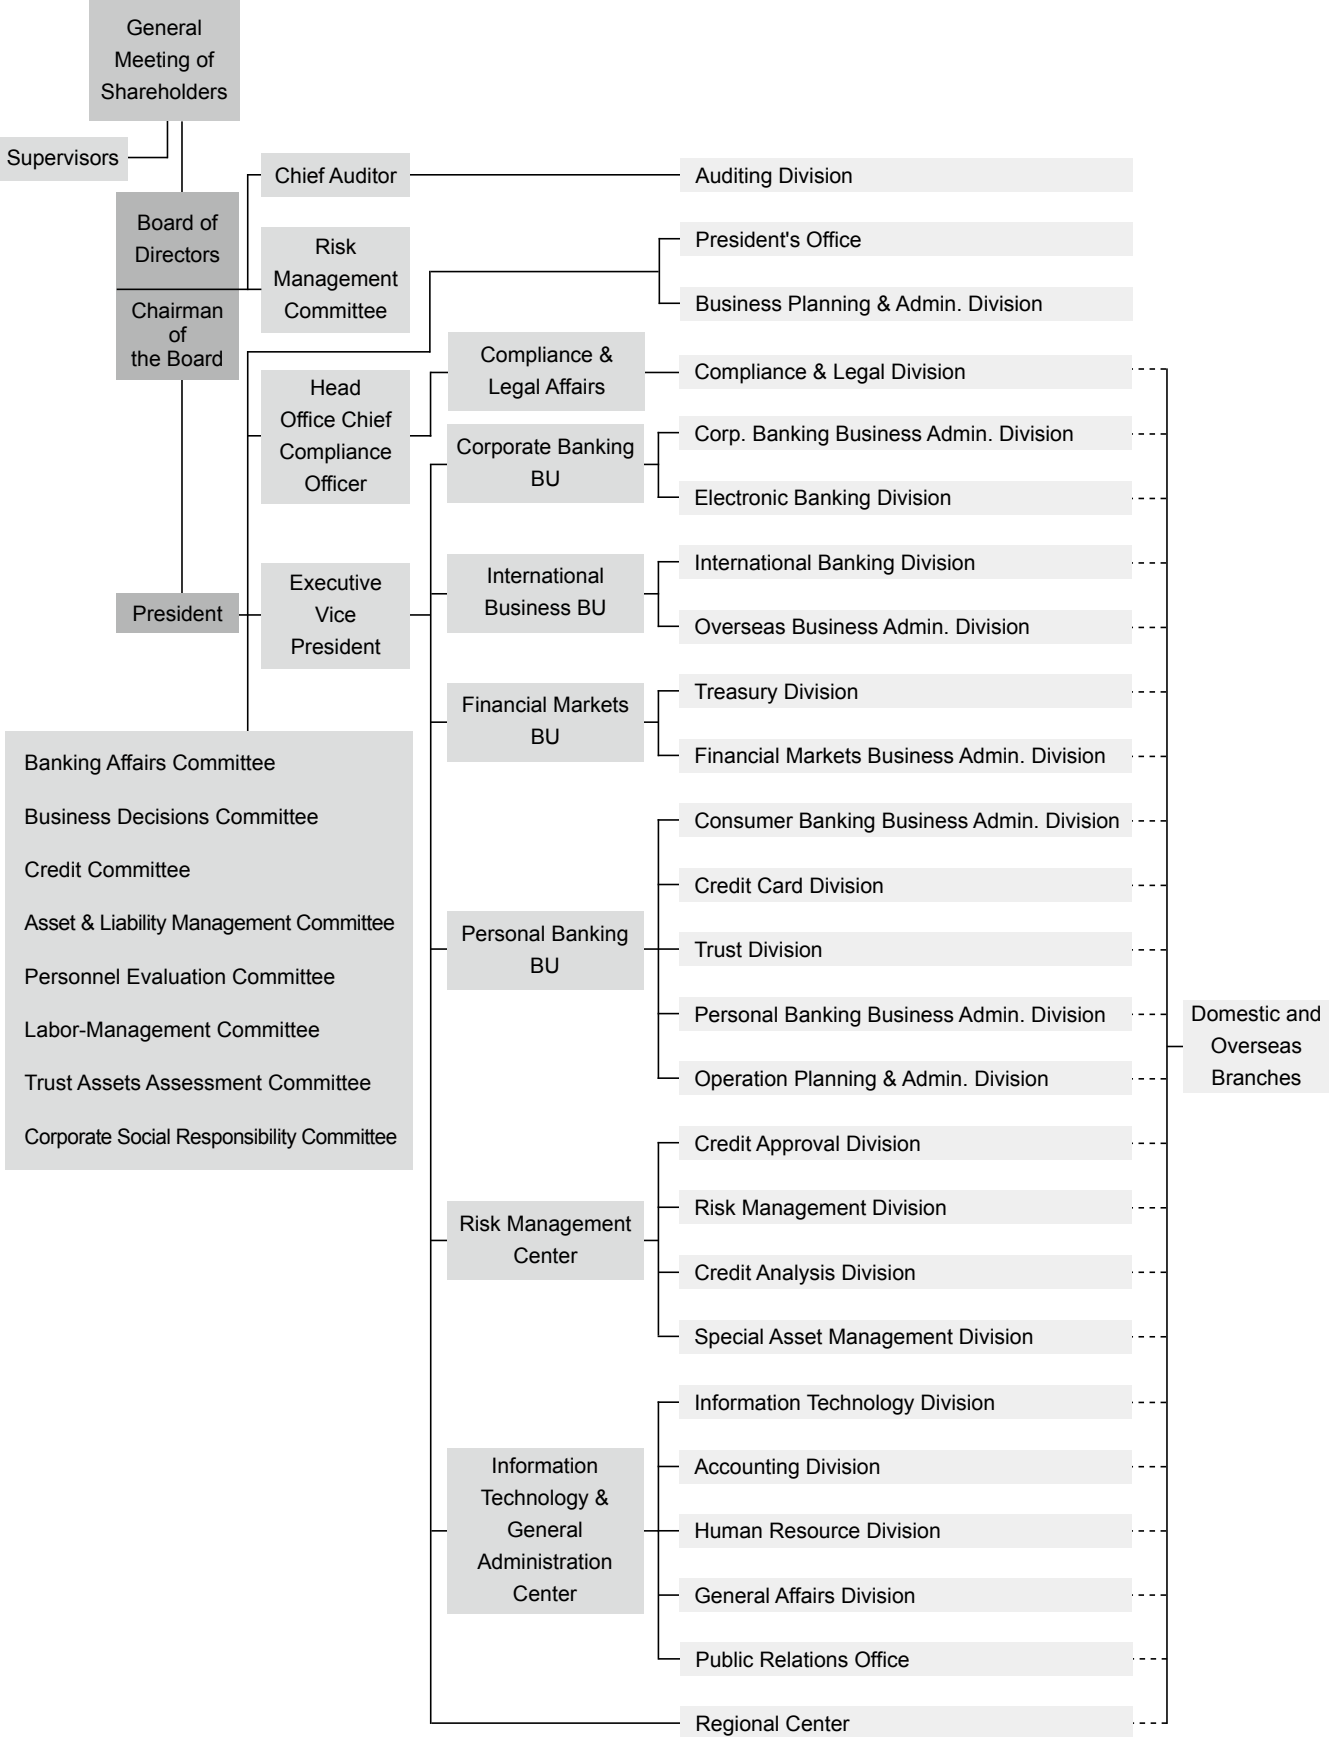 General
Meeting of
Shareholders
Supervisors
Board of
Directors
Chairman
of
the Board
President
Chief Auditor
Risk
Management
Committee
Head
Office Chief
Compliance
Officer
Executive
Vice
President
Banking Affairs Committee
Business Decisions Committee
Credit Committee
Asset & Liability Management Committee
Personnel Evaluation Committee
Labor-Management Committee
Trust Assets Assessment Committee
Corporate Social Responsibility Committee
Compliance &
Legal Affairs
Corporate Banking
BU
International
Business BU
Financial Markets
BU
Personal Banking
BU
Risk Management
Center
Information
Technology &
General
Administration
Center
Auditing Division
President's Office
Business Planning & Admin. Division
Compliance & Legal Division
Corp. Banking Business Admin. Division
Electronic Banking Division
International Banking Division
Overseas Business Admin. Division
Treasury Division
Financial Markets Business Admin. Division
Consumer Banking Business Admin. Division
Credit Card Division
Trust Division
Personal Banking Business Admin. Division
Operation Planning & Admin. Division
Credit Approval Division
Risk Management Division
Credit Analysis Division
Special Asset Management Division
Information Technology Division
Accounting Division
Human Resource Division
General Affairs Division
Public Relations Office
Regional Center
Domestic and
Overseas
Branches